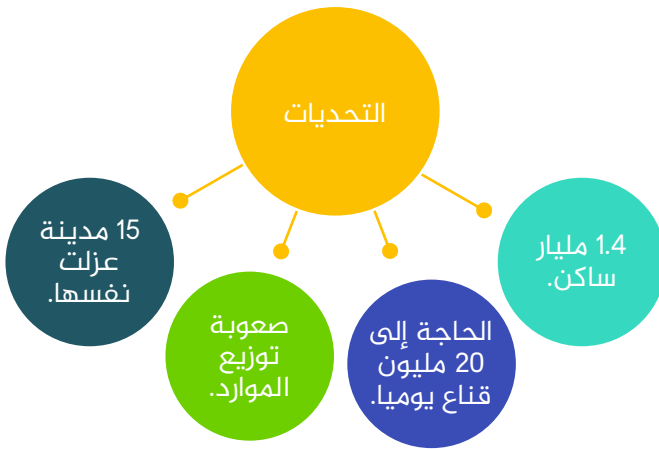 التحديات
1.4 مليار
ساكن.
الحاجة إلى
20 مليون
قناع يوميا.
صعوبة
توزيع
الموارد.
15 مدينة
عزلت
نفسها.